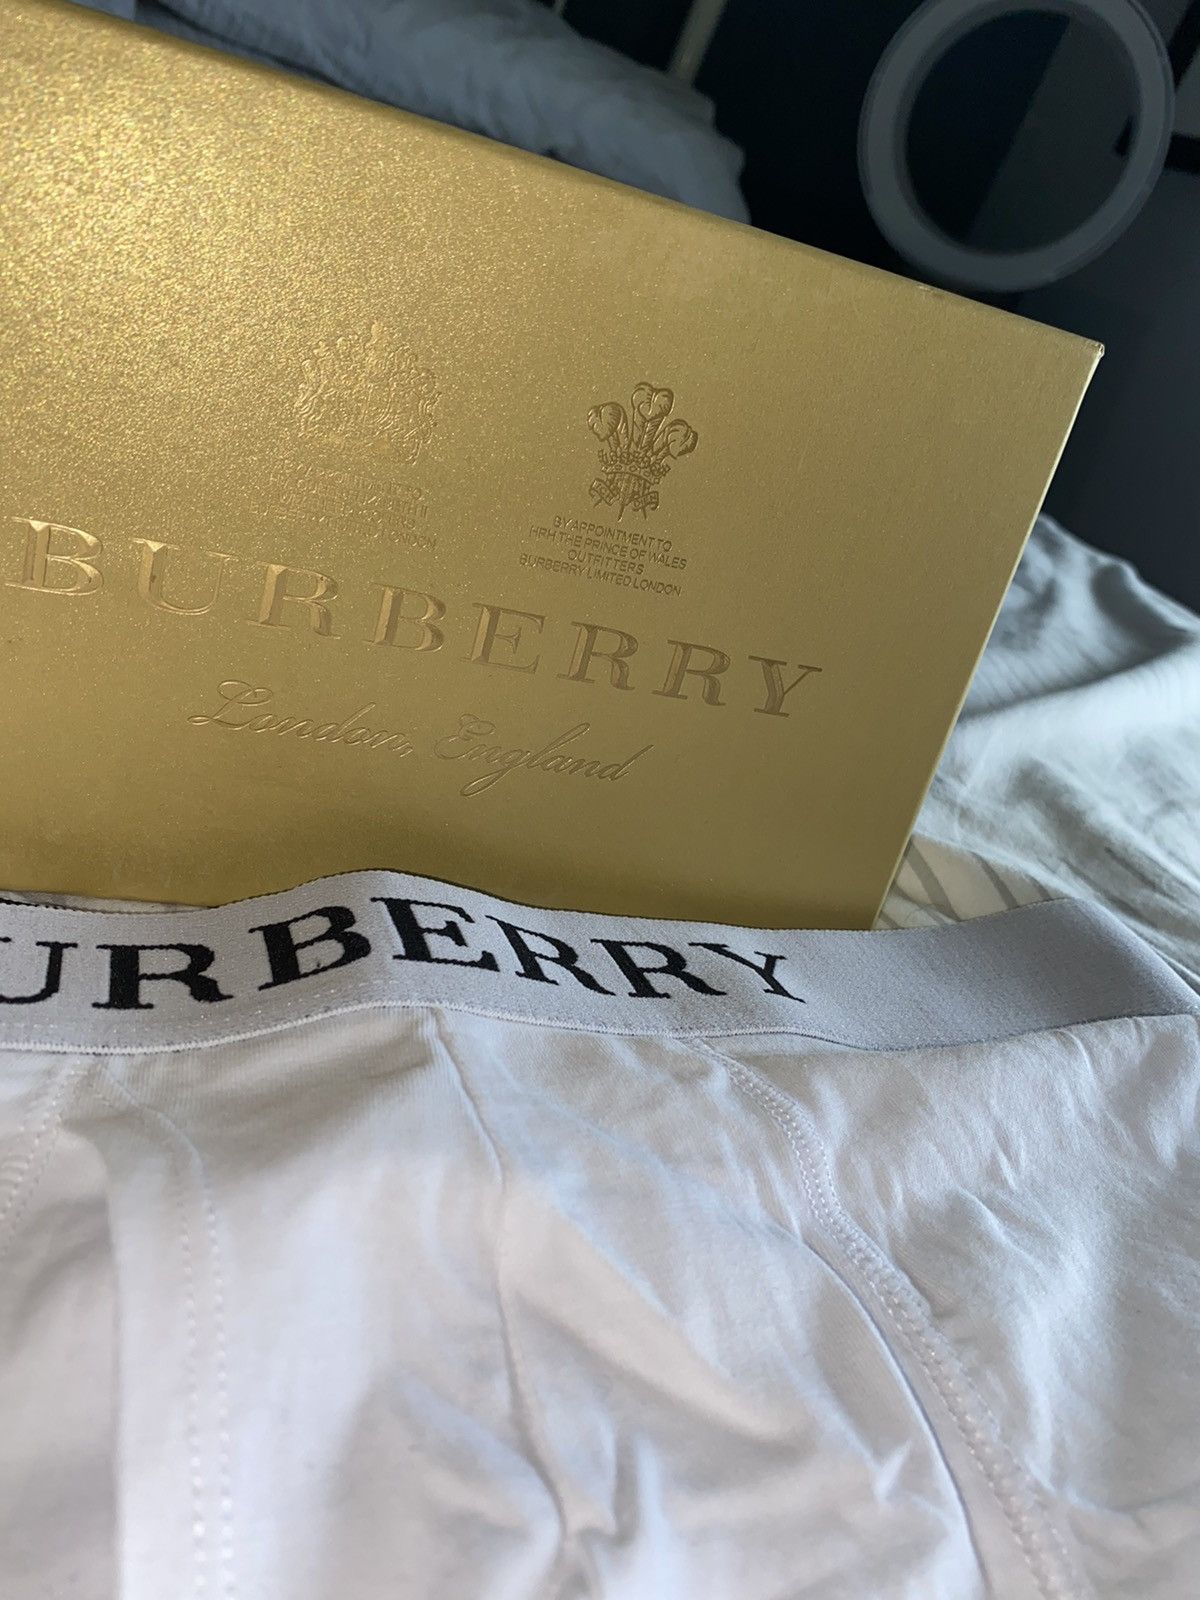 BY APPOINTMENT TO
HRH THE PRINCE OF WALES
OUTFITTERS
BURBERRY LIMITED LONDON
BURBERRY
London, England
URBERRY